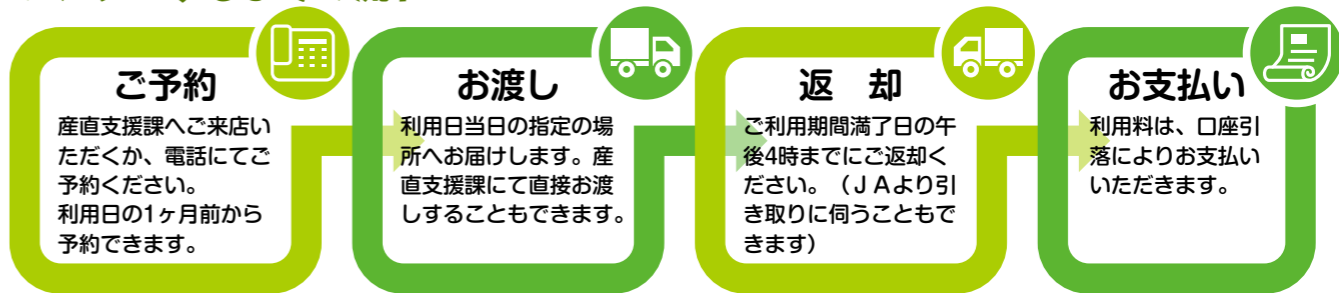 ご予約
産直支援課へご来店い
ただくか、電話にてご
予約ください。
利用日の1ヶ月前から
予約できます。
お渡し
利用日当日の指定の場
所へお届けします。産
直支援課にて直接お渡
しすることもできます。
返　却
ご利用期間満了日の午
後4時までにご返却く
ださい。（ＪＡより引
き取りに伺うこともで
きます）
お支払い
利用料は、口座引
落によりお支払い
いただきます。